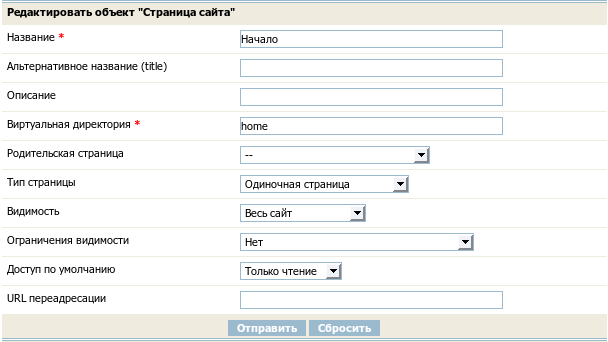 Редактировать объект "Страница сайта"
Название * Начало
Альтернативное название (title)
Описание
Виртуальная директория * home
Родительская страница --
Тип страницы Одиночная страница
Видимость Весь сайт
Ограничения видимости Нет
Доступ по умолчанию Только чтение
URL переадресации
Отправить Сбросить